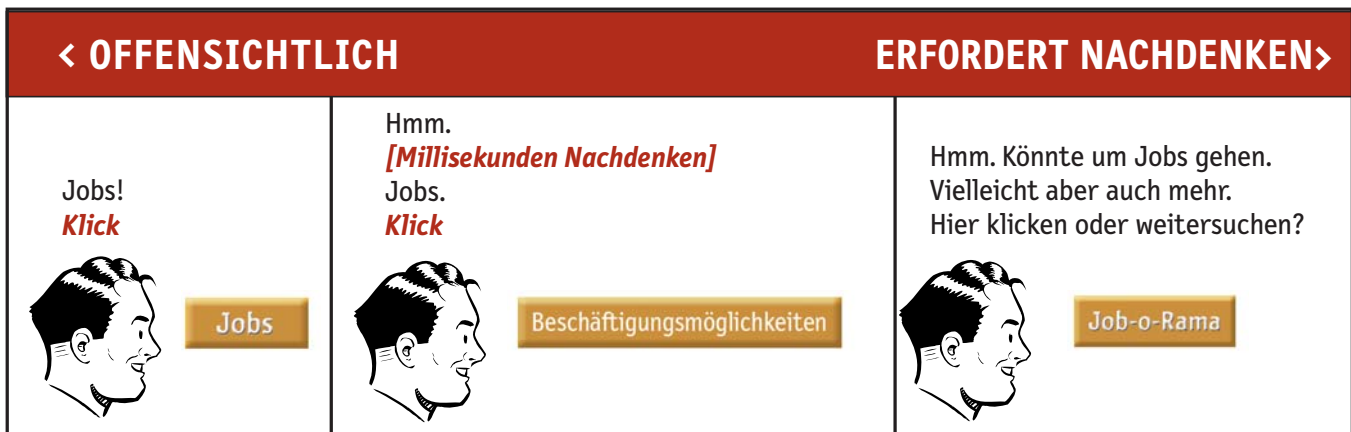 < OFFENSICHTLICH
ERFORDERT NACHDENKEN>
Jobs!
Klick
Jobs
Hmm.
[Millisekunden Nachdenken]
Jobs.
Klick
Beschäftigungsmöglichkeiten
Hmm. Könnte um Jobs gehen.
Vielleicht aber auch mehr.
Hier klicken oder weitersuchen?
Job-o-Rama